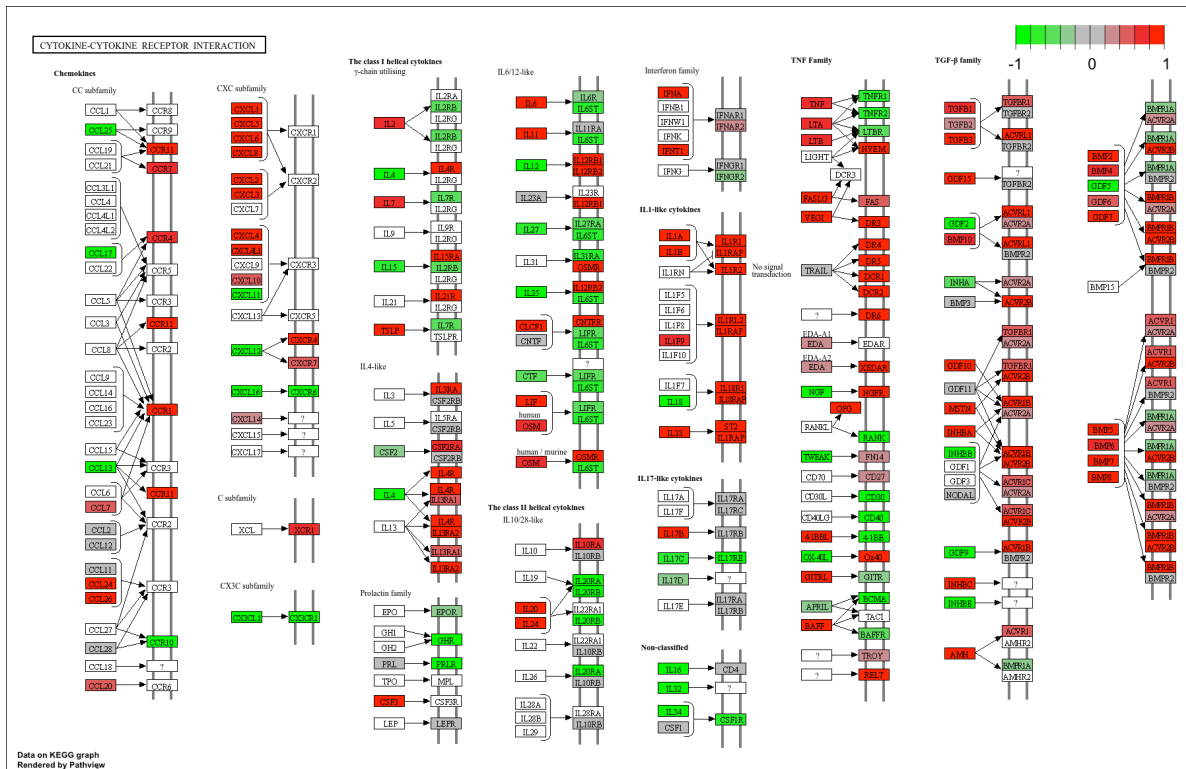 CYTOKINE-CYTOKINE RECEPTOR INTERACTION
-1 0 1
Chemokines
CC subfamily
CCL1 CCR8
CCL25 CCR9
CCL19 CCR11
CCL21 CCR7
CCL3L1
CCL4
CCL4L1
CCL4L2
CCR4
CCL17
CCL22 CCR5
CCL5 CCR3
CCL3 CCR11
CCL8 CCR2
CCL9
CCL14
CCL16 CCR1
CCL23
CCL15
CCL13 CCR3
CCL6 CCR11
CCL7
CCL2 CCR2
CCL12
CCL11
CCL24 CCR3
CCL26
CCL27
CCL28 CCR10
CCL18 ?
CCL20 CCR6
CXC subfamily
CXCL1
CXCL5 CXCR1
CXCL6
CXCL8
CXCL2 CXCR2
CXCL3
CXCL7
CXCL4
CXCL4L1
CXCL9 CXCR3
CXCL10
CXCL11
CXCL13 CXCR5
CXCR4
CXCL12
CXCR7
CXCL16 CXCR6
CXCL14 ?
CXCL15 ?
CXCL17 ?
C subfamily
XCL XCR1
CX3C subfamily
CX3CL1 CX3CR1
The class I helical cytokines
γ-chain utilising
IL2RA
IL2RB
IL2RG
IL2
IL2RB
IL2RG
IL4 IL4R
IL2RG
IL7 IL7R
IL2RG
IL9 IL9R
IL2RG
IL15RA
IL15 IL2RB
IL2RG
IL21 IL21R
IL2RG
TSLP IL7R
TSLPR
IL4-like
IL3 IL3RA
CSF2RB
IL5 IL5RA
CSF2RB
CSF2 CSF2RA
CSF2RB
IL4R
IL4 IL4R
IL13RA1
IL13 IL4R
IL13RA2
IL13RA1
IL13RA2
Prolactin family
EPO EPOR
GH1
GH2 GHR
PRL PRLR
TPO MPL
CSF3 CSF3R
LEP LEPR
IL6/12-like
IL6 IL6R
IL6ST
IL11 IL11RA
IL6ST
IL12 IL12RB1
IL12RB2
IL23A IL23R
IL12RB1
IL27 IL27RA
IL6ST
IL31 IL31RA
OSMR
IL35 IL12RB2
IL6ST
CLCF1 CNTFR
CNTF LIFR
IL6ST
?
CTF LIFR
IL6ST
LIF
human LIFR
OSM IL6ST
human / murine
OSM OSMR
IL6ST
The class II helical cytokines
IL10/28-like
IL10 IL10RA
IL10RB
IL19 IL20RA
IL20RB
IL20 IL22RA1
IL24 IL20RB
IL22 IL22RA1
IL10RB
IL26 IL20RA
IL10RB
IL28A
IL28B IL28RA
IL29 IL10RB
Interferon family
IFNA
IFNB1
IFNW1 IFNAR1
IFNK IFNAR2
IFNT1
IFNG IFNGR1
IFNGR2
IL1-like cytokines
IL1A IL1R1
IL1B IL1RAP
IL1RN IL1R2 No signal
transduction
IL1F5
IL1F6
IL1F8 IL1RL2
IL1F9 IL1RAP
IL1F10
IL1F7 IL18R1
IL18 IL18RAP
IL33 ST2
IL1RAP
IL17-like cytokines
IL17A IL17RA
IL17F IL17RC
IL17B IL17RB
IL17C IL17RE
IL17D ?
IL17E IL17RA
IL17RB
Non-classified
IL16 CD4
IL32 ?
IL34
CSF1 CSF1R
TNF Family
TNF TNFR1
TNFR2
LTA LTBR
LTB HVEM
LIGHT
DCR3
FASLG FAS
VEGI DR3
DR4
TRAIL DR5
DCR1
DCR2
? DR6
EDA-A1
EDA EDAR
EDA-A2
EDA XEDAR
NGF NGFR
OPG
RANKL
RANK
TWEAK FN14
CD70 CD27
CD30L CD30
CD40LG CD40
4-1BBL 4-1BB
OX-40L Ox40
GITRL GITR
BCMA
APRIL TACI
BAFF BAFFR
? TROY
? RELT
TGF-β family
TGFB1 TGFBR1
TGFB2 TGFBR2
TGFB3 ACVRL1
TGFBR2
GDF15 ?
TGFBR2
GDF2 ACVRL1
ACVR2A
BMP10 ACVRL1
BMPR2
INHA ACVR2A
BMP3 ACVR2B
TGFBR1
ACVR2A
GDF10 TGFBR1
ACVR2B
GDF11
MSTN ACVR1B
ACVR2A
INHBA
INHBB ACVR1B
GDF1 ACVR2B
GDF3 ACVR1C
NODAL ACVR2A
ACVR1C
ACVR2B
GDF9 ACVR1B
BMPR2
INHBC ?
INHBE ?
AMH ACVR1
AMHR2
BMPR1A
AMHR2
BMPR1A
ACVR2A
BMPR1A
ACVR2B
BMP2 BMPR1A
BMP4 BMPR2
GDF5 BMPR1B
GDF6 ACVR2A
GDF7 BMPR1B
ACVR2B
BMPR1B
BMPR2
BMP15
ACVR1
ACVR2A
ACVR1
ACVR2B
ACVR1
BMPR2
BMPR1A
ACVR2A
BMP5 BMPR1A
BMP6 ACVR2B
BMP7 BMPR1A
BMP8 BMPR2
BMPR1B
ACVR2A
BMPR1B
ACVR2B
BMPR1B
BMPR2
Data on KEGG graph
Rendered by Pathview